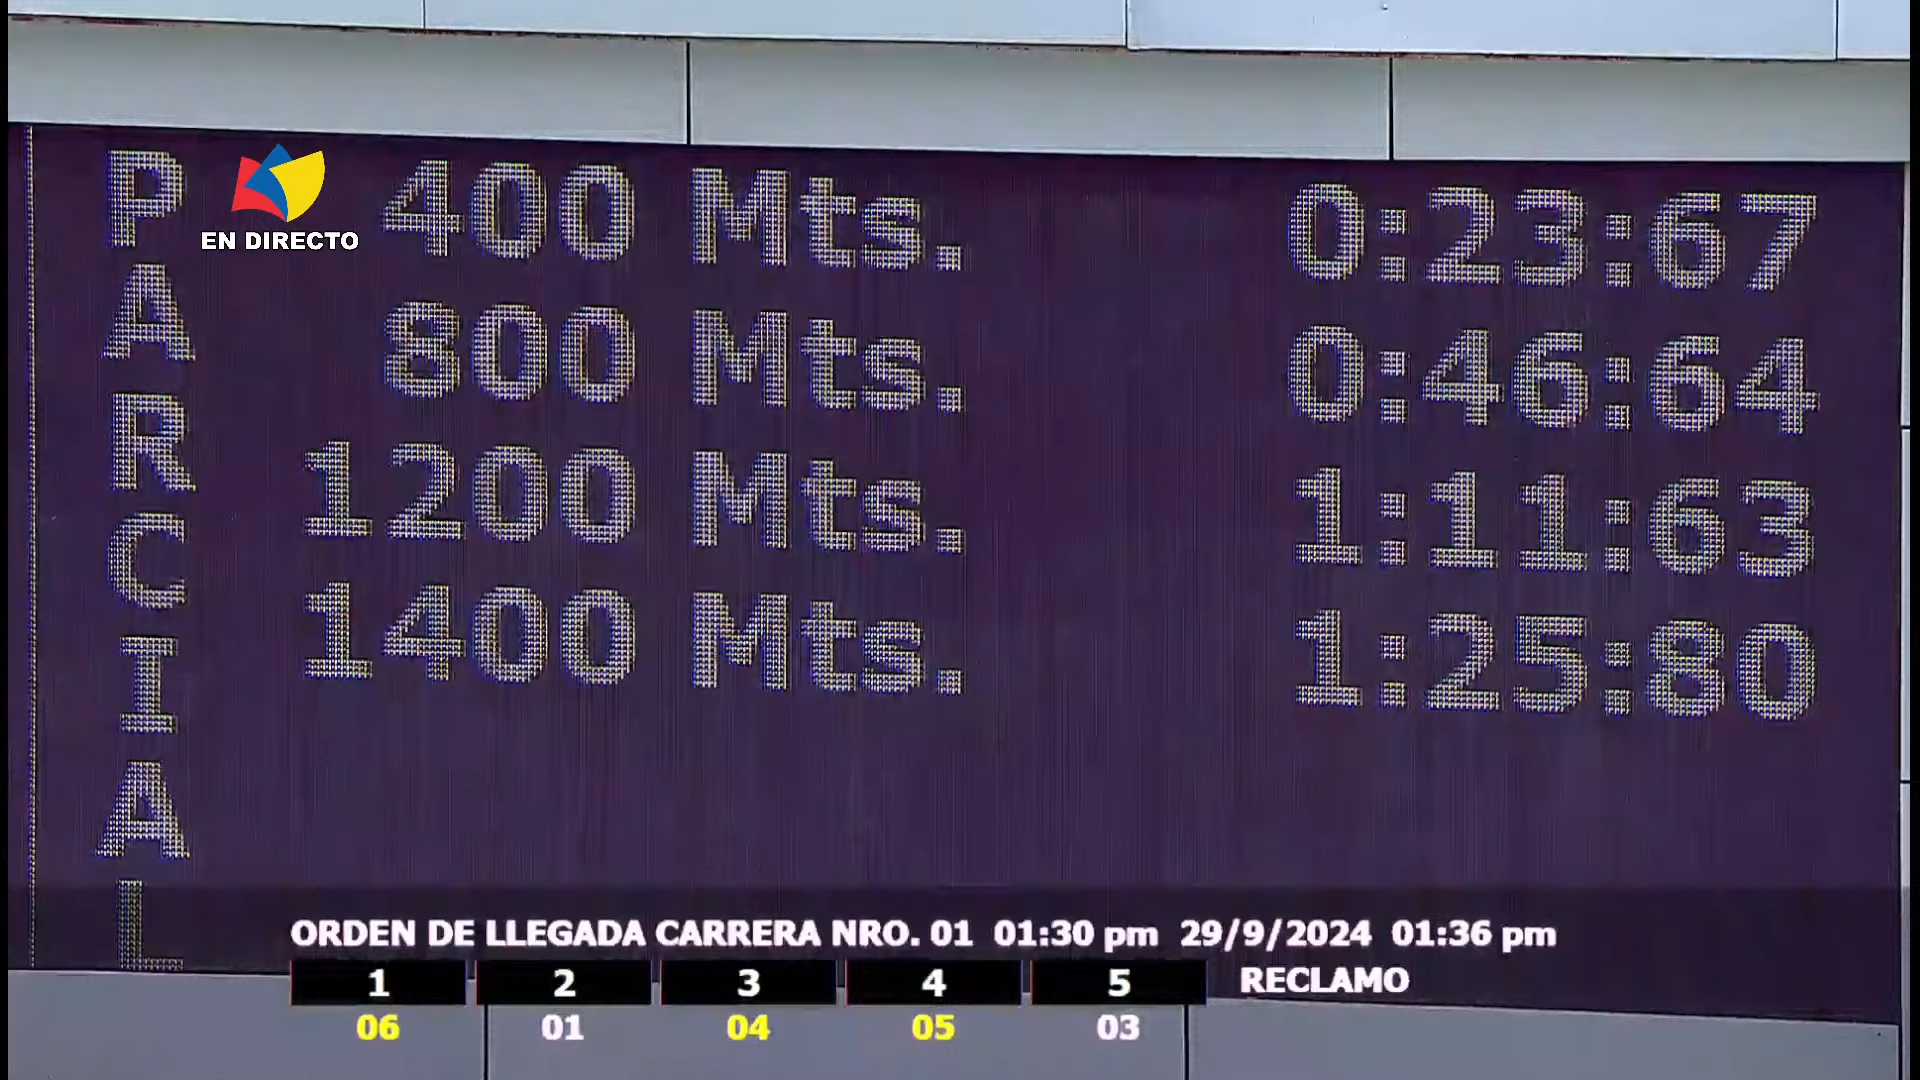 PARCIAL
EN DIRECTO
400 Mts. 0:23:67
800 Mts. 0:46:64
1200 Mts. 1:11:63
1400 Mts. 1:25:80
ORDEN DE LLEGADA CARRERA NRO. 01 01:30 pm 29/9/2024 01:36 pm
1 2 3 4 5 RECLAMO
06 01 04 05 03